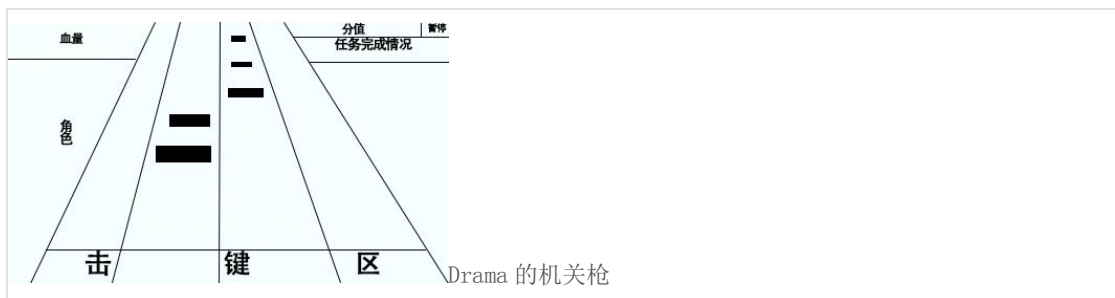 血量
分值
暂停
任务完成情况
角色
击 键 区
Drama 的机关枪